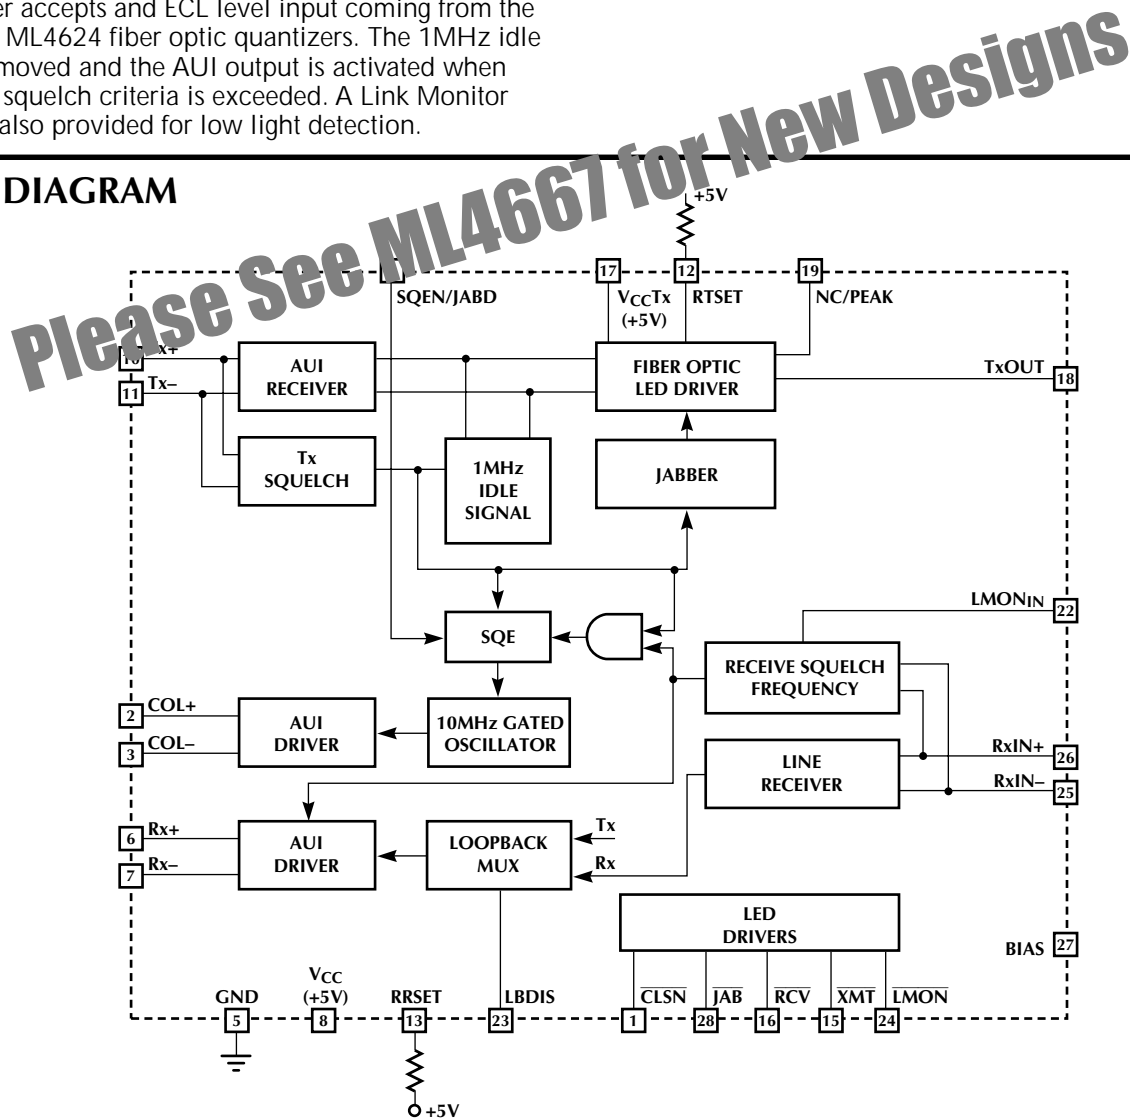 er accepts and ECL level input coming from the
ML4624 fiber optic quantizers. The 1MHz idle
moved and the AUI output is activated when
squelch criteria is exceeded. A Link Monitor
also provided for low light detection.
Please See ML4667 for New Designs
DIAGRAM
+5V
17
12
19
SQEN/JABD
VCCTx
(+5V)
RTSET
NC/PEAK
10
11
Tx–
AUI
RECEIVER
FIBER OPTIC
LED DRIVER
TxOUT
18
Tx
SQUELCH
1MHz
IDLE
SIGNAL
JABBER
LMONIN
22
SQE
RECEIVE SQUELCH
FREQUENCY
2
COL+
3
COL–
AUI
DRIVER
10MHz GATED
OSCILLATOR
LINE
RECEIVER
RxIN+
26
RxIN–
25
6
Rx+
7
Rx–
AUI
DRIVER
LOOPBACK
MUX
Tx
Rx
LED
DRIVERS
BIAS
27
GND
VCC
(+5V)
RRSET
LBDIS
CLSN
JAB
RCV
XMT
LMON
5
8
13
23
1
28
16
15
24
+5V